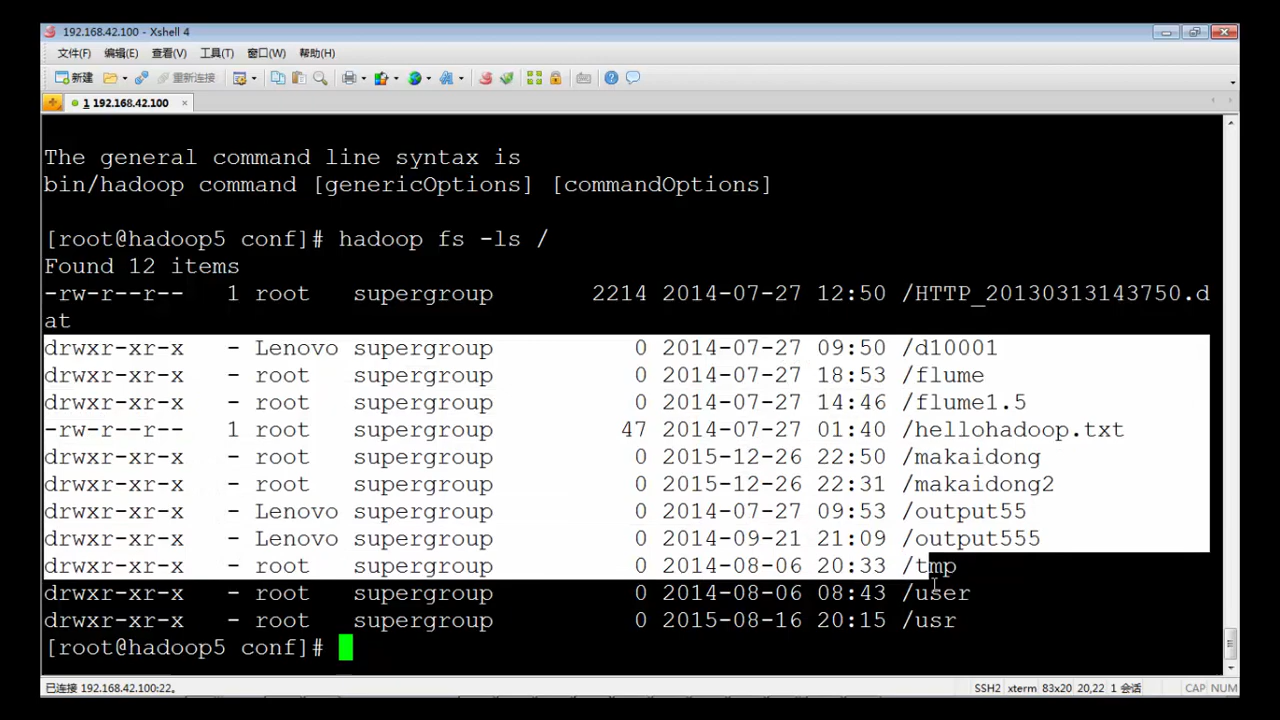 192.168.42.100 - Xshell 4
文件(F) 编辑(E) 查看(V) 工具(T) 窗口(W) 帮助(H)
新建 重新连接
1 192.168.42.100
The general command line syntax is
bin/hadoop command [genericOptions] [commandOptions]
[root@hadoop5 conf]# hadoop fs -ls /
Found 12 items
-rw-r--r--   1 root   supergroup       2214 2014-07-27 12:50 /HTTP_20130313143750.d
at
drwxr-xr-x   - Lenovo supergroup          0 2014-07-27 09:50 /d10001
drwxr-xr-x   - root   supergroup          0 2014-07-27 18:53 /flume
drwxr-xr-x   - root   supergroup          0 2014-07-27 14:46 /flume1.5
-rw-r--r--   1 root   supergroup         47 2014-07-27 01:40 /hellohadoop.txt
drwxr-xr-x   - root   supergroup          0 2015-12-26 22:50 /makaidong
drwxr-xr-x   - root   supergroup          0 2015-12-26 22:31 /makaidong2
drwxr-xr-x   - Lenovo supergroup          0 2014-07-27 09:53 /output55
drwxr-xr-x   - Lenovo supergroup          0 2014-09-21 21:09 /output555
drwxr-xr-x   - root   supergroup          0 2014-08-06 20:33 /tmp
drwxr-xr-x   - root   supergroup          0 2014-08-06 08:43 /user
drwxr-xr-x   - root   supergroup          0 2015-08-16 20:15 /usr
[root@hadoop5 conf]#
已连接 192.168.42.100:22。 SSH2 xterm 83x20 20,22 1 会话 CAP NUM